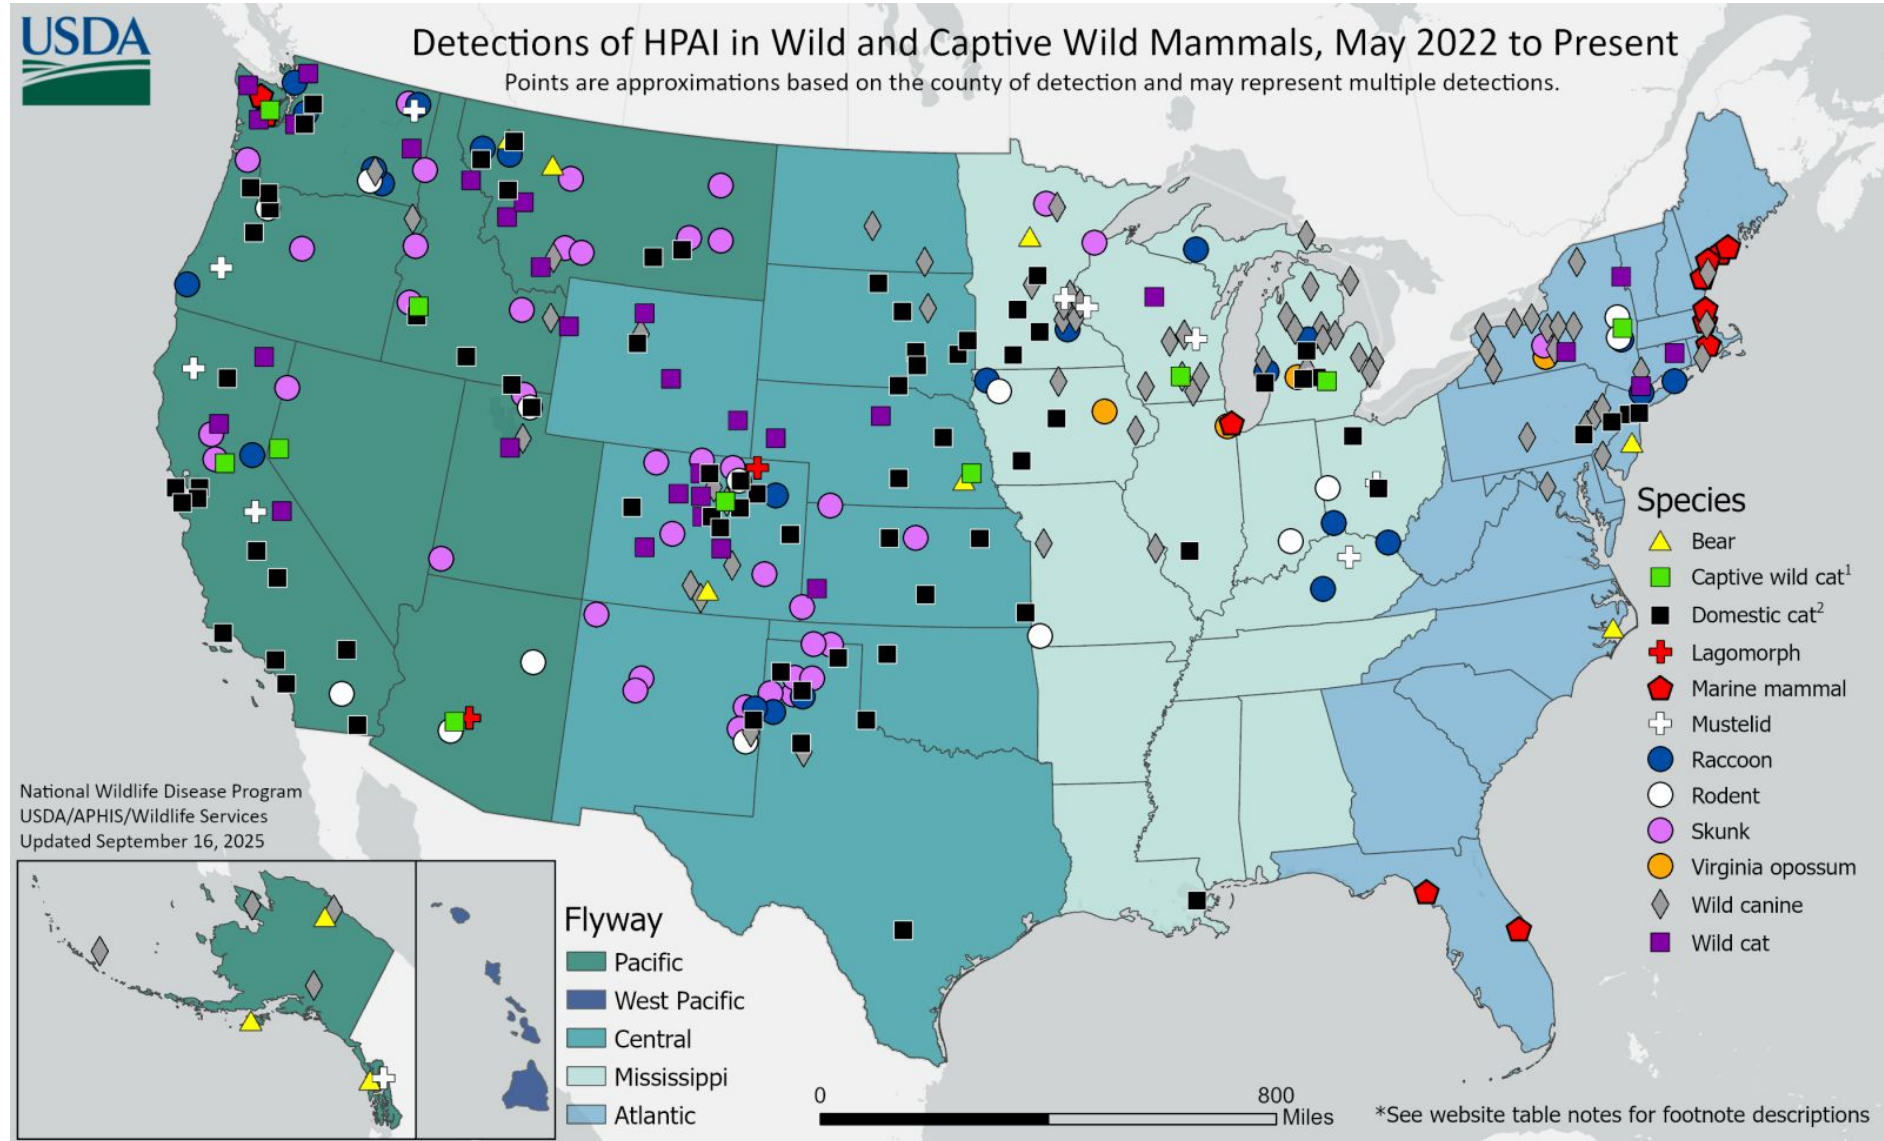 USDA
Detections of HPAI in Wild and Captive Wild Mammals, May 2022 to Present
Points are approximations based on the county of detection and may represent multiple detections.
Species
Bear
Captive wild cat1
Domestic cat2
Lagomorph
Marine mammal
Mustelid
Raccoon
Rodent
Skunk
Virginia opossum
Wild canine
Wild cat
National Wildlife Disease Program
USDA/APHIS/Wildlife Services
Updated September 16, 2025
Flyway
Pacific
West Pacific
Central
Mississippi
Atlantic
0 800
Miles
*See website table notes for footnote descriptions